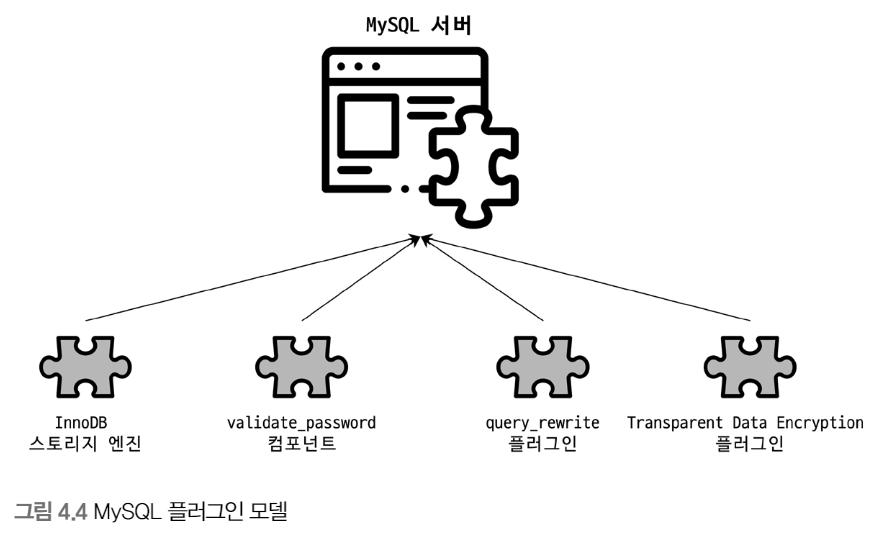 MySQL 서버
InnoDB
스토리지 엔진
validate_password
컴포넌트
query_rewrite
플러그인
Transparent Data Encryption
플러그인
그림 4.4 MySQL 플러그인 모델